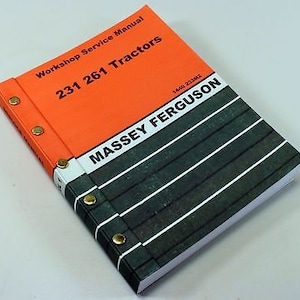 Workshop Service Manual
231 261 Tractors
MASSEY FERGUSON